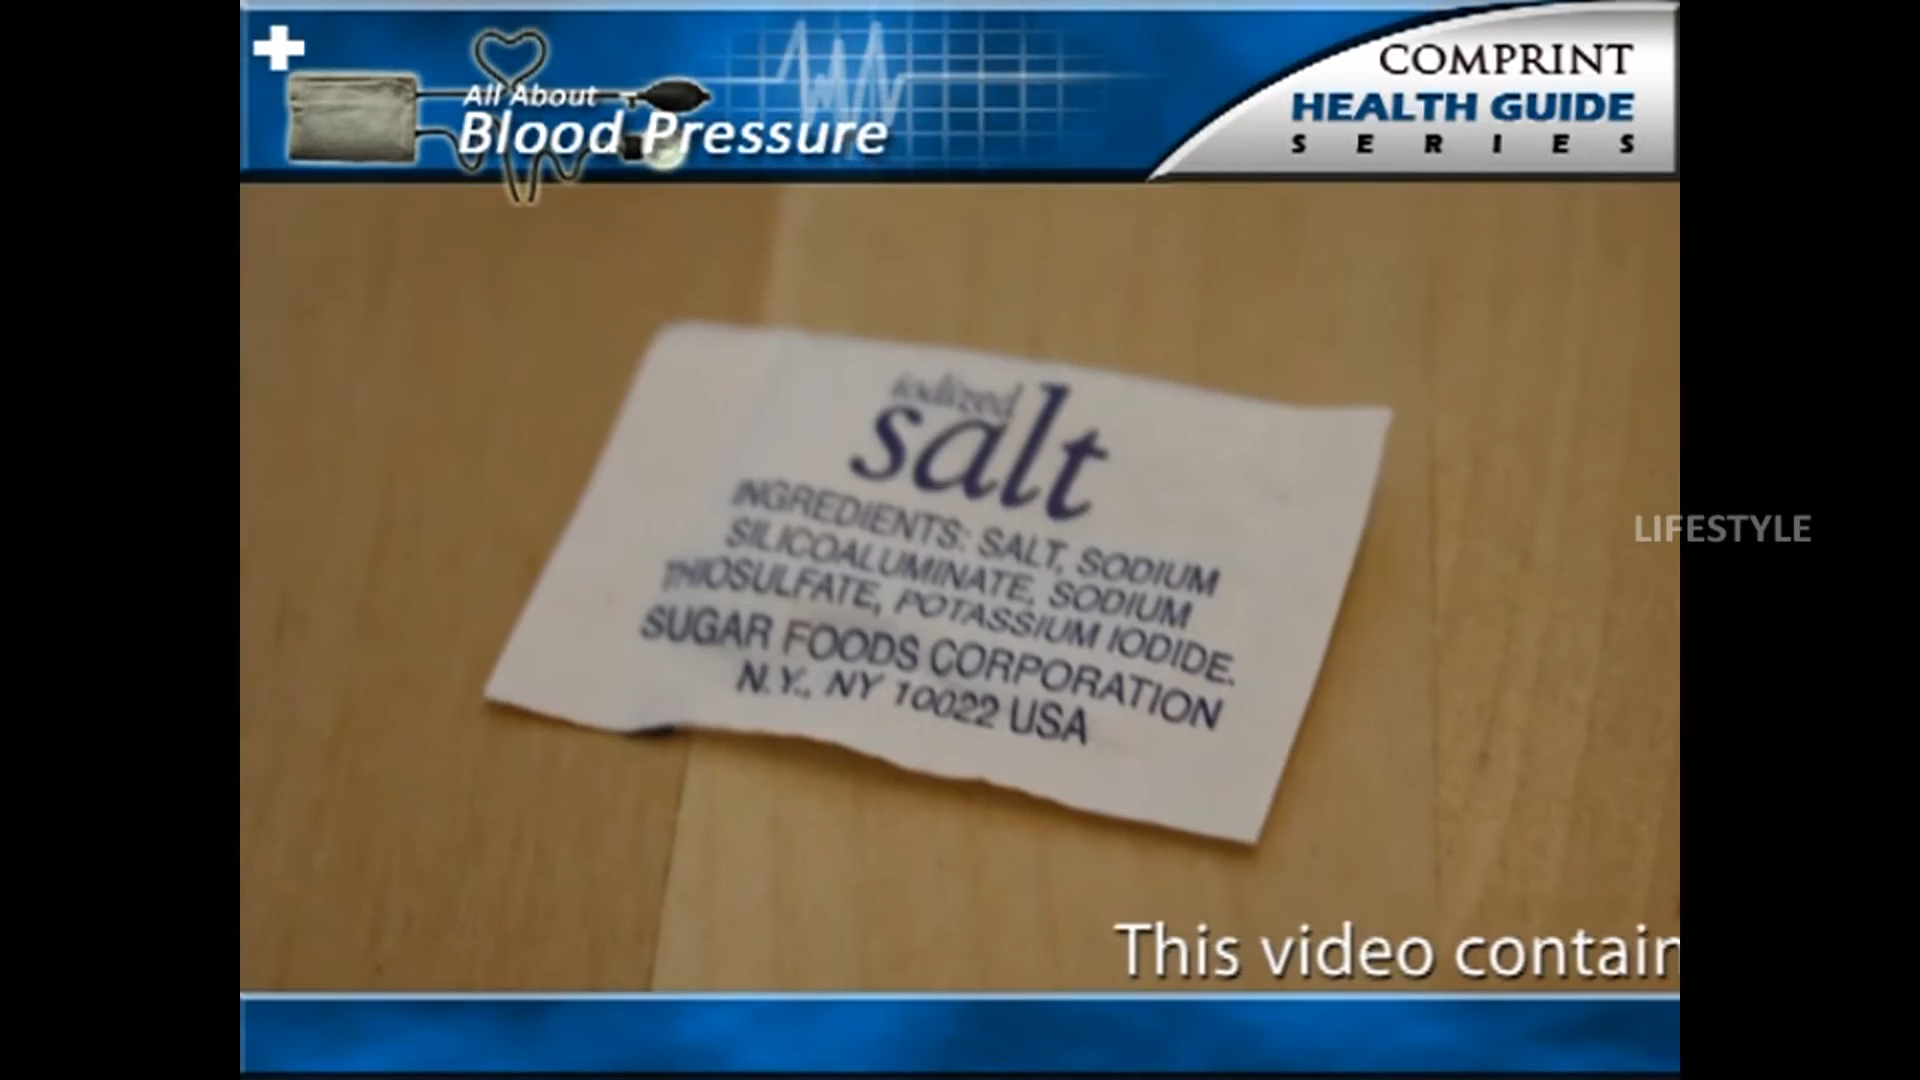 All About
Blood Pressure
COMPRINT
HEALTH GUIDE
SERIES
iodized
salt
INGREDIENTS: SALT, SODIUM
SILICOALUMINATE, SODIUM
THIOSULFATE, POTASSIUM IODIDE.
SUGAR FOODS CORPORATION
N.Y., NY 10022 USA
LIFESTYLE
This video contain